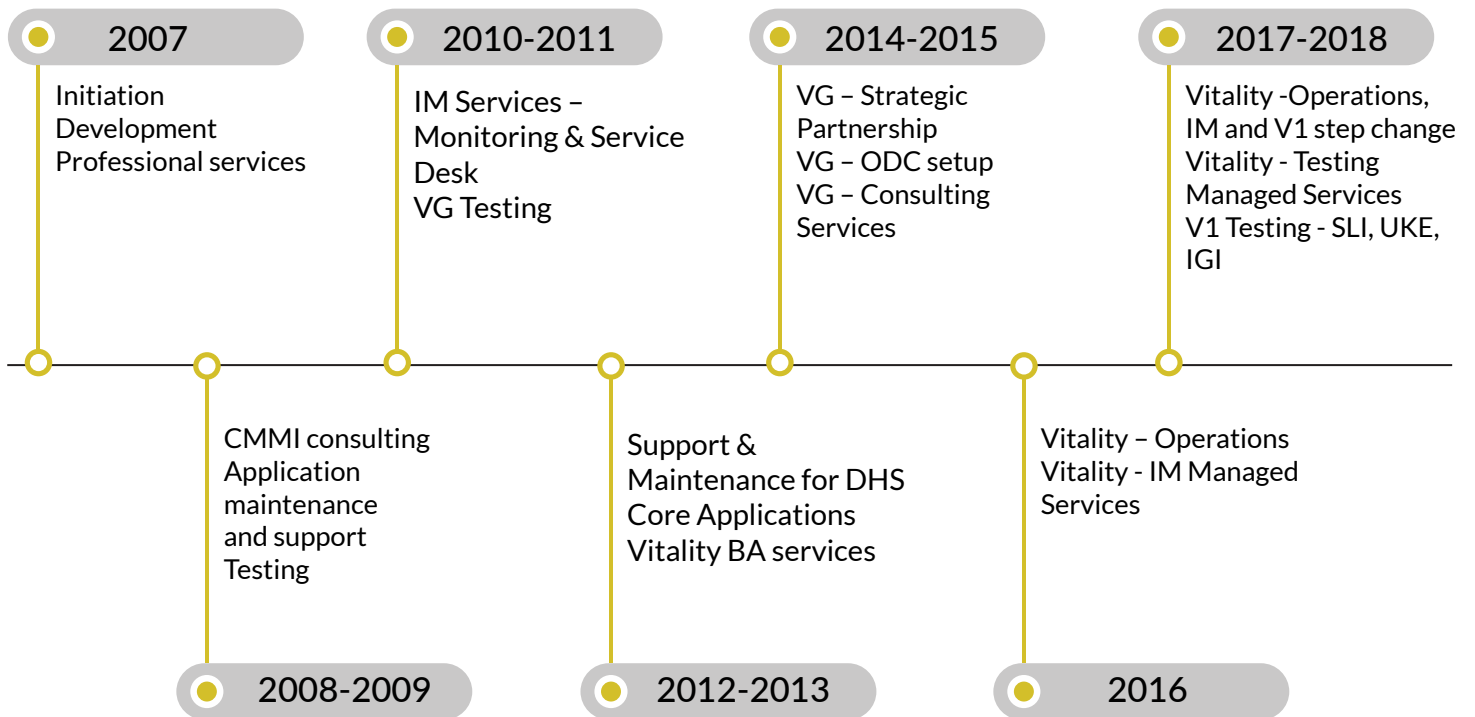 2007
Initiation
Development
Professional services
2010-2011
IM Services –
Monitoring & Service
Desk
VG Testing
2014-2015
VG – Strategic
Partnership
VG – ODC setup
VG – Consulting
Services
2017-2018
Vitality -Operations,
IM and V1 step change
Vitality - Testing
Managed Services
V1 Testing - SLI, UKE,
IGI
CMMI consulting
Application
maintenance
and support
Testing
2008-2009
Support &
Maintenance for DHS
Core Applications
Vitality BA services
2012-2013
Vitality – Operations
Vitality - IM Managed
Services
2016